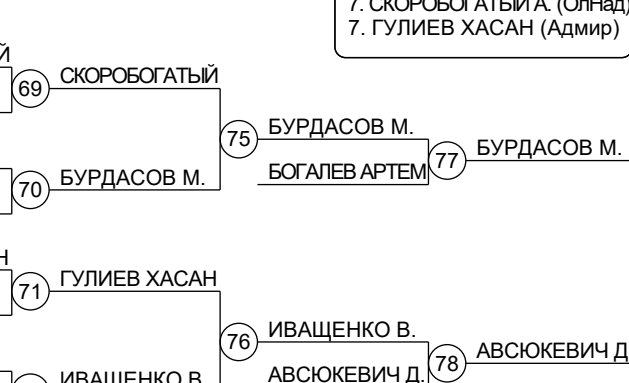 7. СКОРОБОГАТЫЙ А. (ОлНад)
7. ГУЛИЕВ ХАСАН (Адмир)
Й
69
СКОРОБОГАТЫЙ
75
БУРДАСОВ М.
77
БУРДАСОВ М.
70
БУРДАСОВ М.
БОГАЛЕВ АРТЕМ
Н
71
ГУЛИЕВ ХАСАН
76
ИВАЩЕНКО В.
78
АВСЮКЕВИЧ Д
ИВАЩЕНКО В.
АВСЮКЕВИЧ Д.